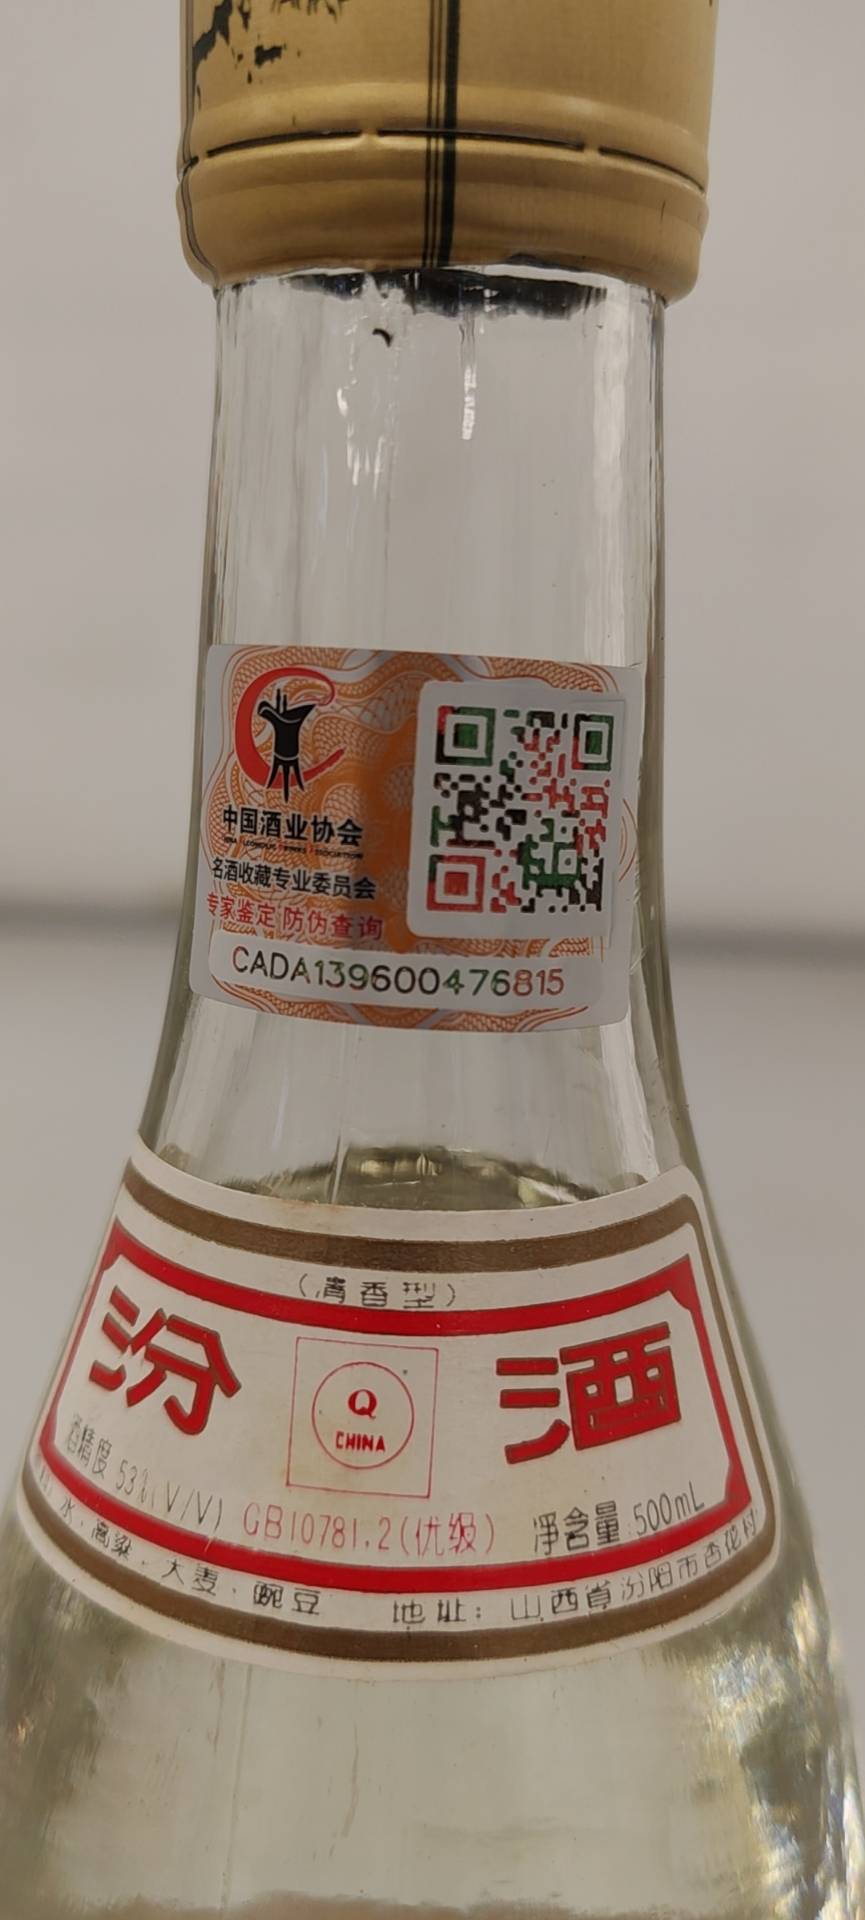 中国酒业协会
名酒收藏专业委员会
专家鉴定 防伪查询
CADA139600476815
(清香型)
汾酒
Q
CHINA
酒精度 53%(V/V) GB10781.2(优级) 净含量:500mL
水、高粱、大麦、豌豆 地址:山西省汾阳市杏花村